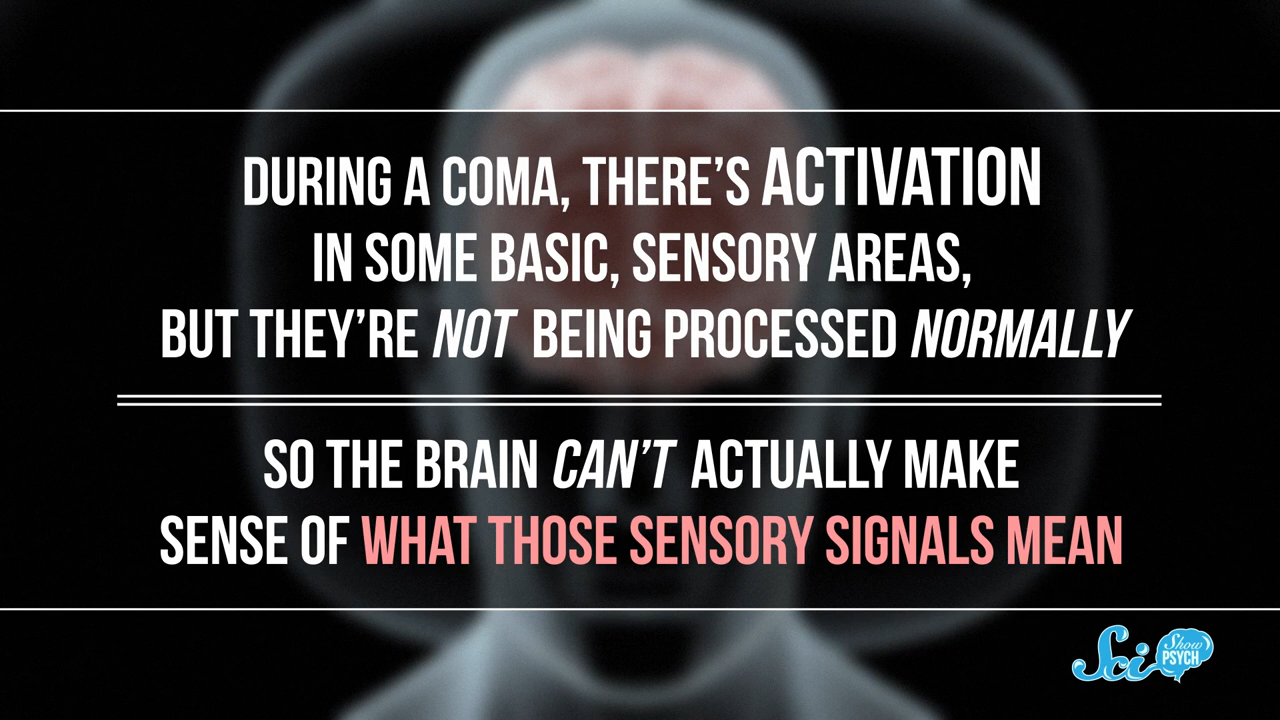 DURING A COMA, THERE'S ACTIVATION
IN SOME BASIC, SENSORY AREAS,
BUT THEY'RE NOT BEING PROCESSED NORMALLY
SO THE BRAIN CAN'T ACTUALLY MAKE
SENSE OF WHAT THOSE SENSORY SIGNALS MEAN
Sci Show
PSYCH